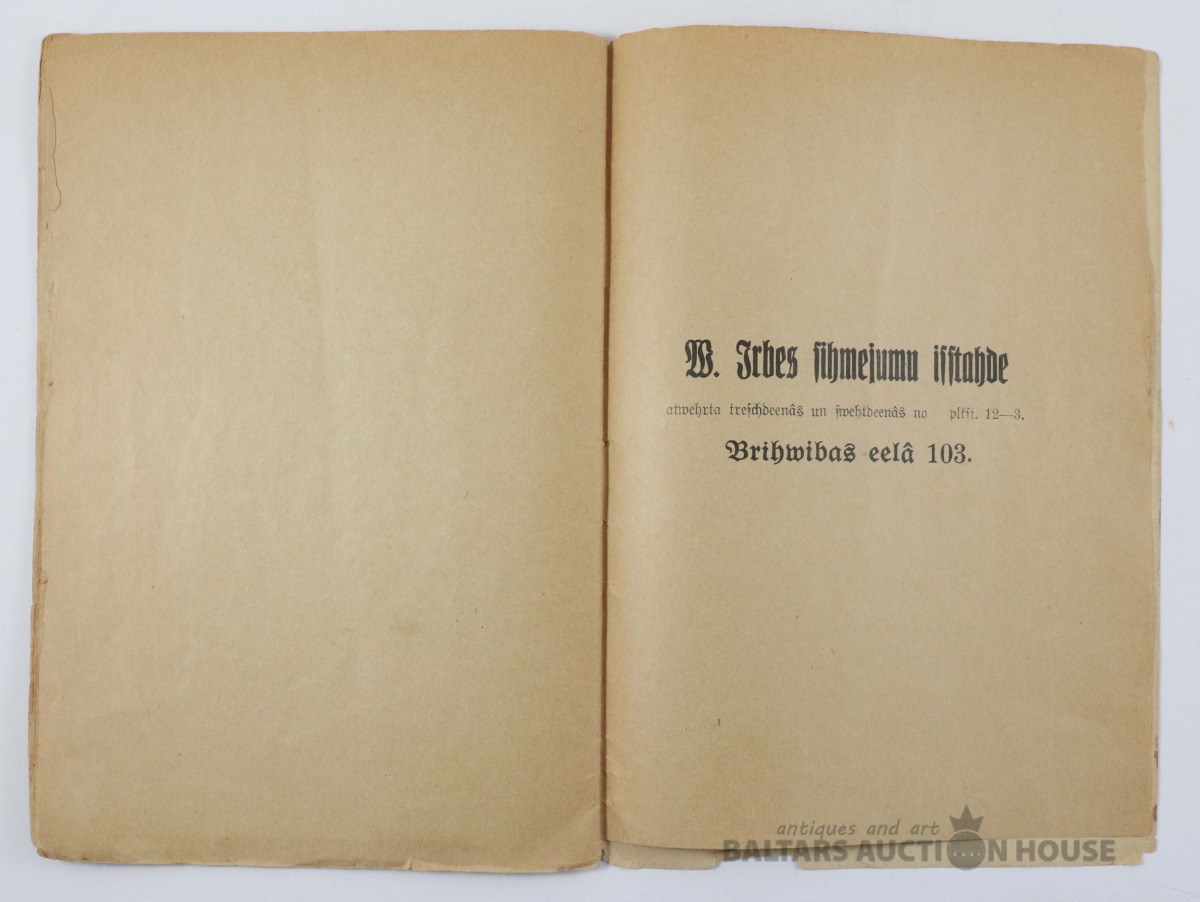 W. Irbes sihmejumu isstahde
atwehrta treschdeenâs un swehtdeenâs no plkst. 12—3.
Brihwibas eelâ 103.
antiques and art
BALTARS AUCTION HOUSE